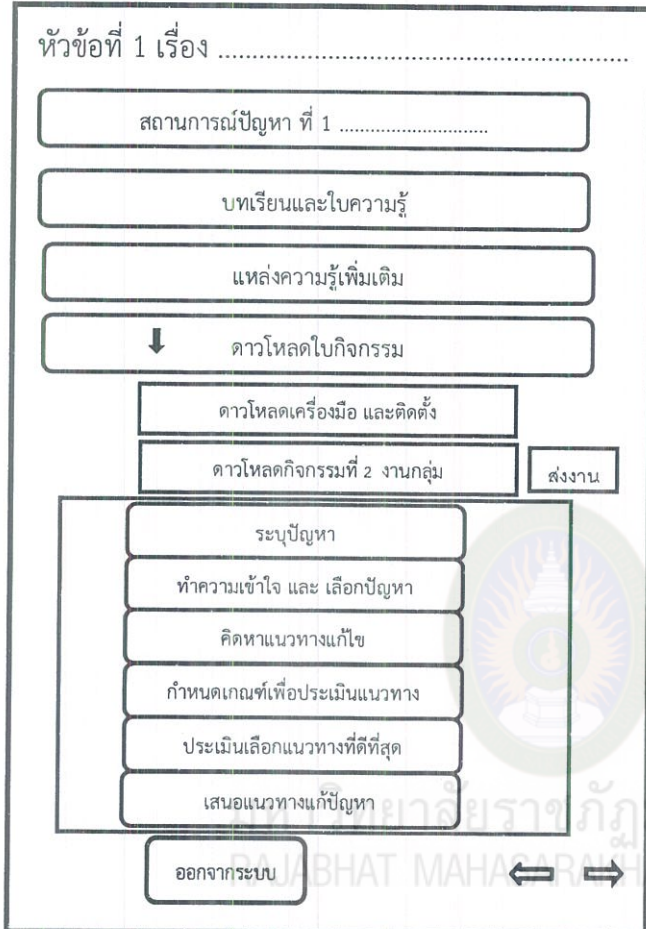 หัวข้อที่ 1 เรื่อง ............................................................
สถานการณ์ปัญหา ที่ 1 .............................
บทเรียนและใบความรู้
แหล่งความรู้เพิ่มเติม
ดาวโหลดใบกิจกรรม
ดาวโหลดเครื่องมือ และติดตั้ง
ดาวโหลดกิจกรรมที่ 2 งานกลุ่ม
ส่งงาน
ระบุปัญหา
ทำความเข้าใจ และ เลือกปัญหา
คิดหาแนวทางแก้ไข
กำหนดเกณฑ์เพื่อประเมินแนวทาง
ประเมินเลือกแนวทางที่ดีที่สุด
เสนอแนวทางแก้ปัญหา
มหาวิทยาลัยราชภัฏ
ออกจากระบบ
RAJABHAT MAHASARAKHA